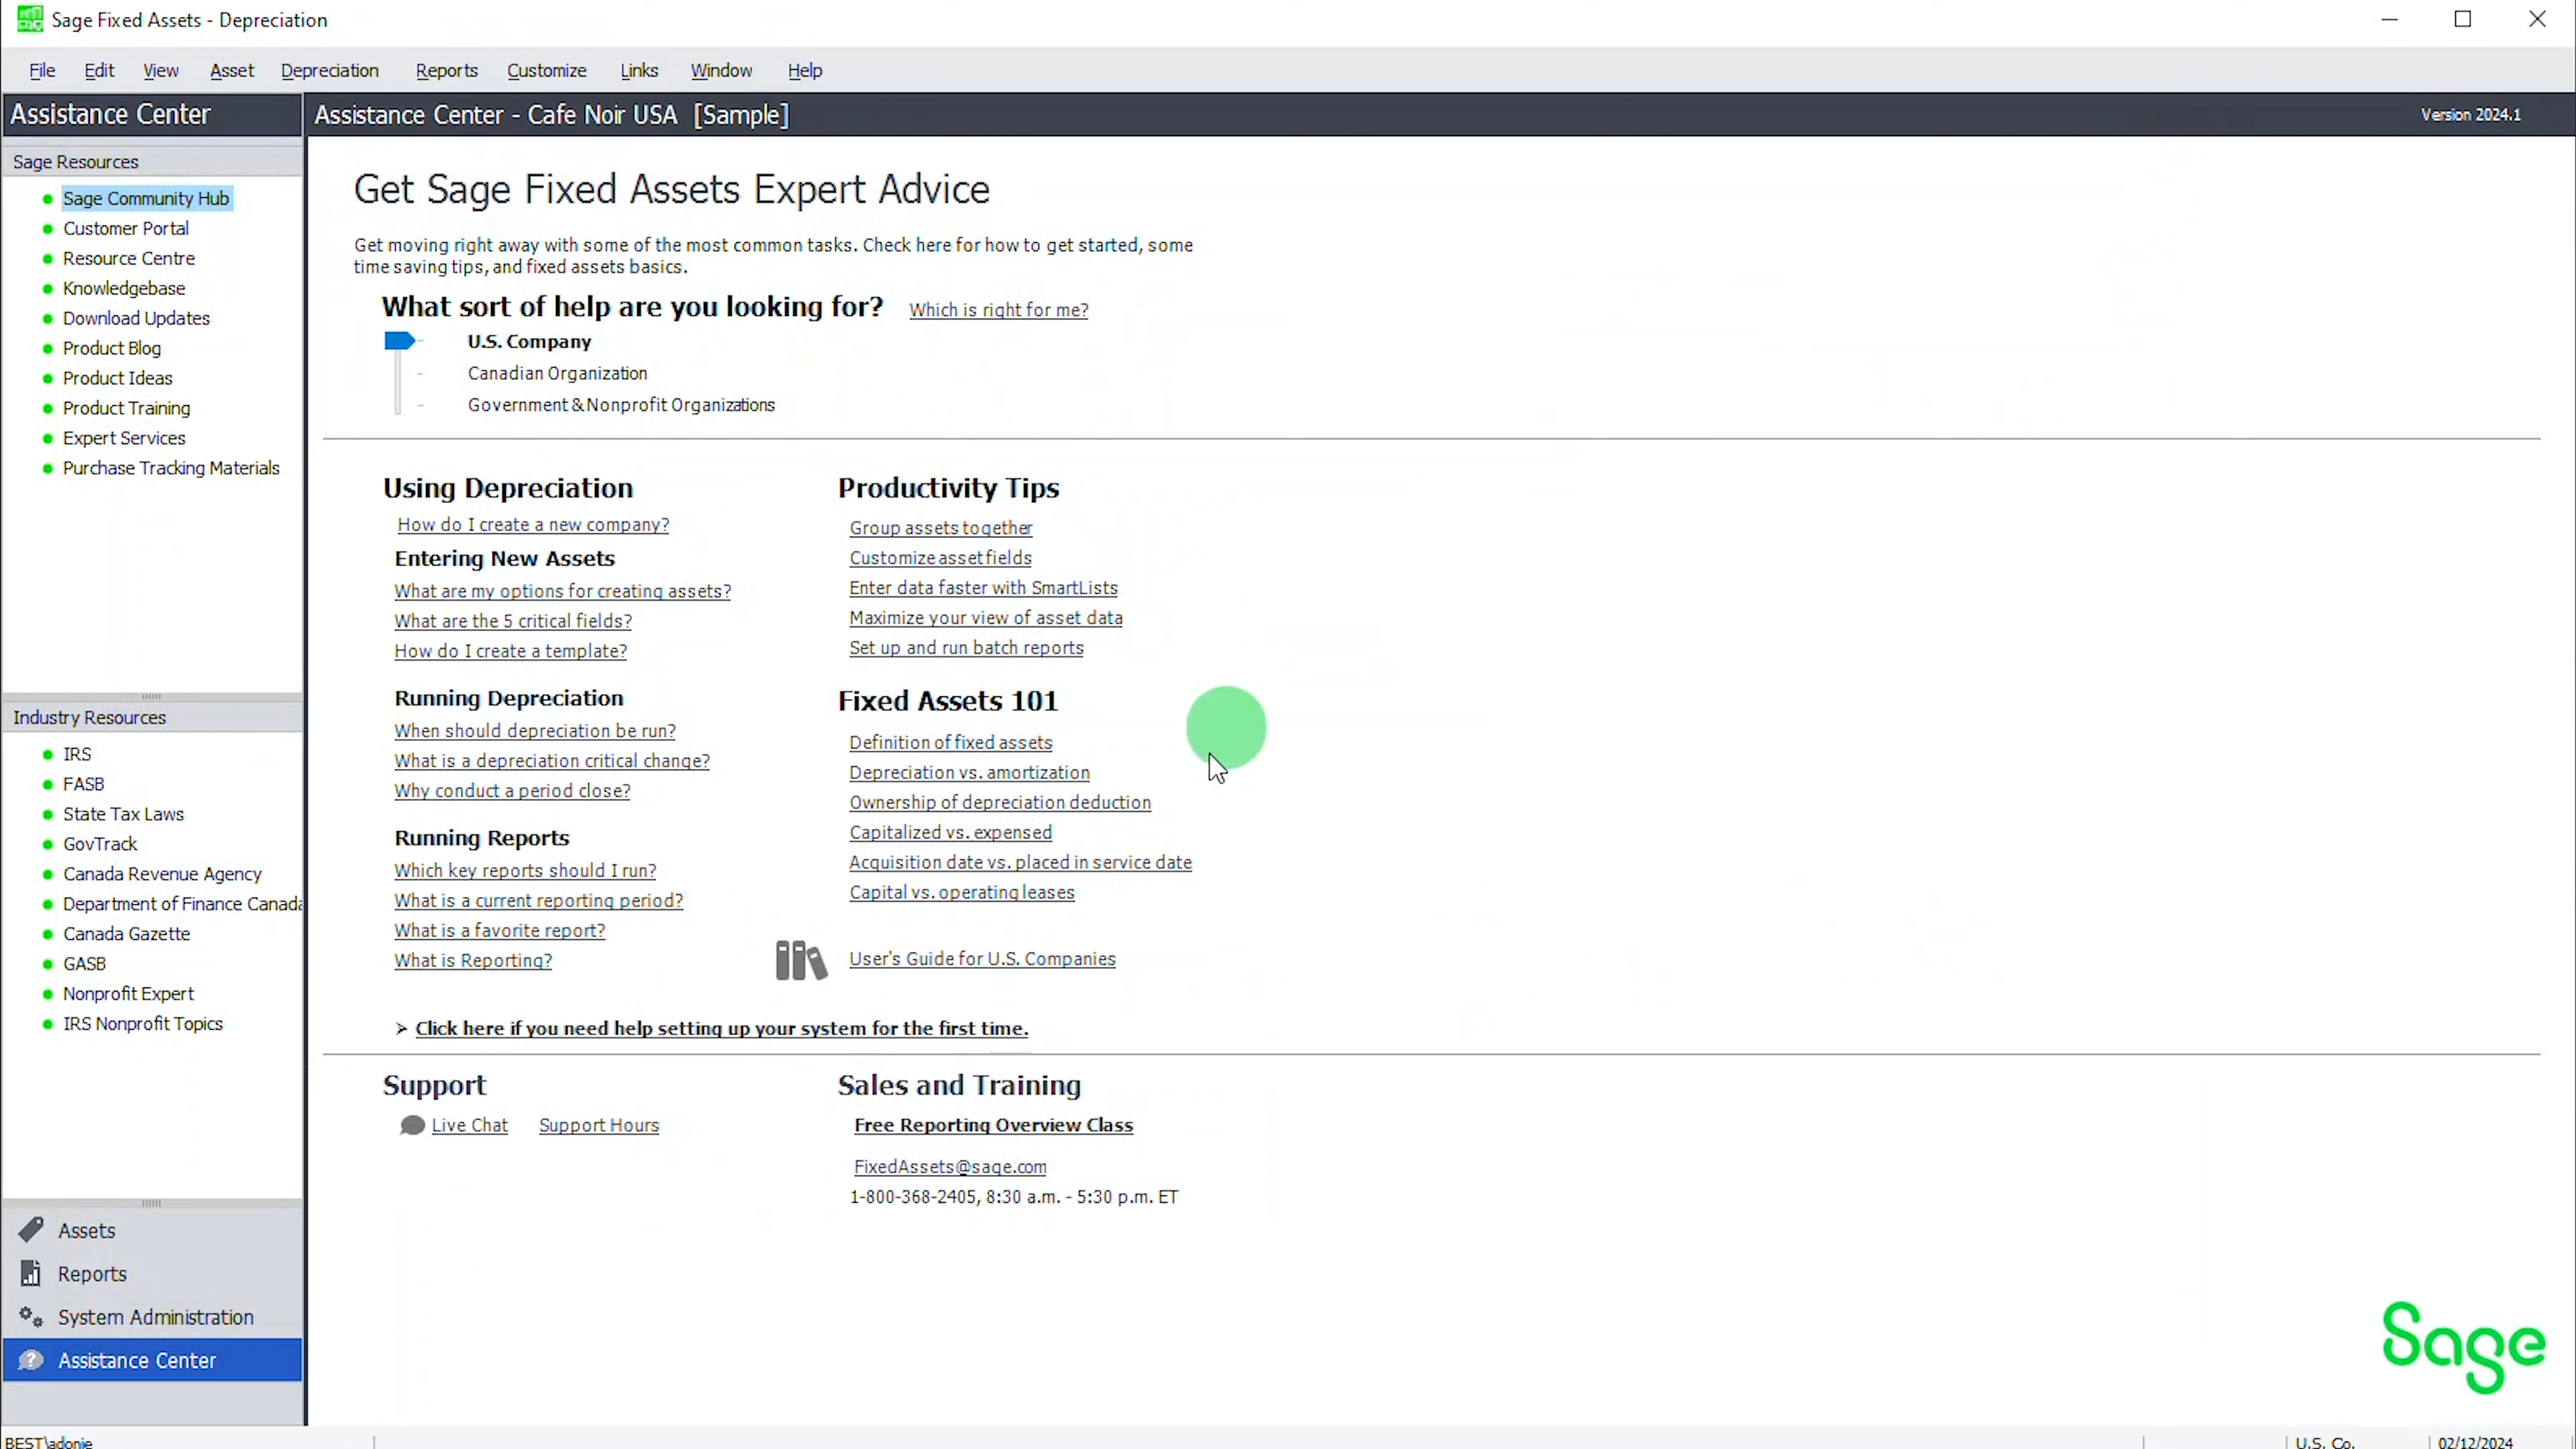 Sage Fixed Assets - Depreciation
File Edit View Asset Depreciation Reports Customize Links Window Help
Assistance Center
Assistance Center - Cafe Noir USA [Sample]
Version 2024.1
Sage Resources
Sage Community Hub
Customer Portal
Resource Centre
Knowledgebase
Download Updates
Product Blog
Product Ideas
Product Training
Expert Services
Purchase Tracking Materials
Industry Resources
IRS
FASB
State Tax Laws
GovTrack
Canada Revenue Agency
Department of Finance Canada
Canada Gazette
GASB
Nonprofit Expert
IRS Nonprofit Topics
Assets
Reports
System Administration
Assistance Center
Get Sage Fixed Assets Expert Advice
Get moving right away with some of the most common tasks. Check here for how to get started, some
time saving tips, and fixed assets basics.
What sort of help are you looking for? Which is right for me?
U.S. Company
Canadian Organization
Government & Nonprofit Organizations
Using Depreciation
How do I create a new company?
Entering New Assets
What are my options for creating assets?
What are the 5 critical fields?
How do I create a template?
Running Depreciation
When should depreciation be run?
What is a depreciation critical change?
Why conduct a period close?
Running Reports
Which key reports should I run?
What is a current reporting period?
What is a favorite report?
What is Reporting?
Productivity Tips
Group assets together
Customize asset fields
Enter data faster with SmartLists
Maximize your view of asset data
Set up and run batch reports
Fixed Assets 101
Definition of fixed assets
Depreciation vs. amortization
Ownership of depreciation deduction
Capitalized vs. expensed
Acquisition date vs. placed in service date
Capital vs. operating leases
User's Guide for U.S. Companies
➢ Click here if you need help setting up your system for the first time.
Support
Live Chat Support Hours
Sales and Training
Free Reporting Overview Class
FixedAssets@sage.com
1-800-368-2405, 8:30 a.m. - 5:30 p.m. ET
Sage
BEST\adonie
U.S. Co.
02/12/2024